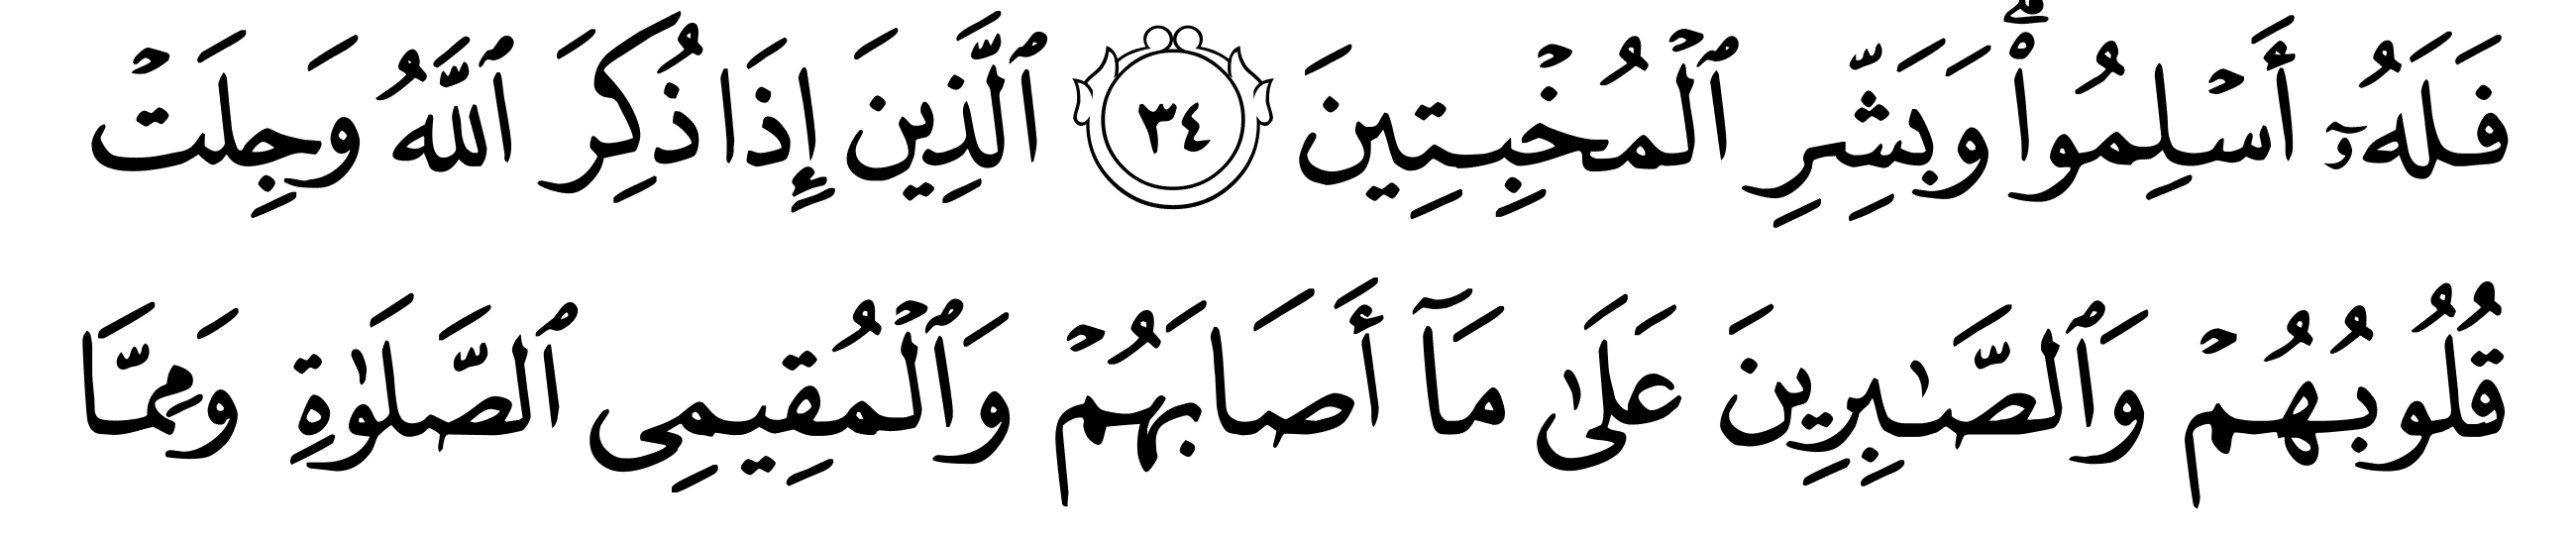 فَلَهُۥٓ أَسۡلِمُواْۗ وَبَشِّرِ ٱلۡمُخۡبِتِينَ ٣٤ ٱلَّذِينَ إِذَا ذُكِرَ ٱللَّهُ وَجِلَتۡ
قُلُوبُهُمۡ وَٱلصَّٰبِرِينَ عَلَىٰ مَآ أَصَابَهُمۡ وَٱلۡمُقِيمِي ٱلصَّلَوٰةِ وَمِمَّا